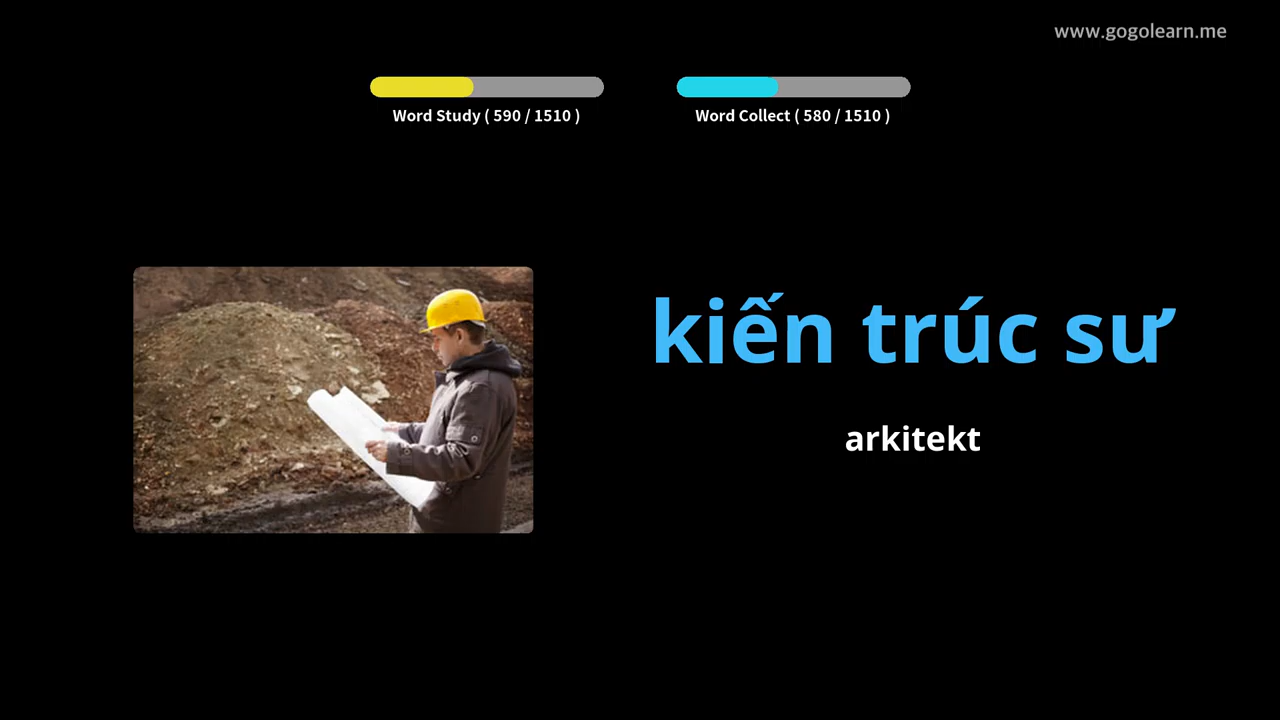 www.gogolearn.me
Word Study ( 590 / 1510 )
Word Collect ( 580 / 1510 )
kiến trúc sư
arkitekt